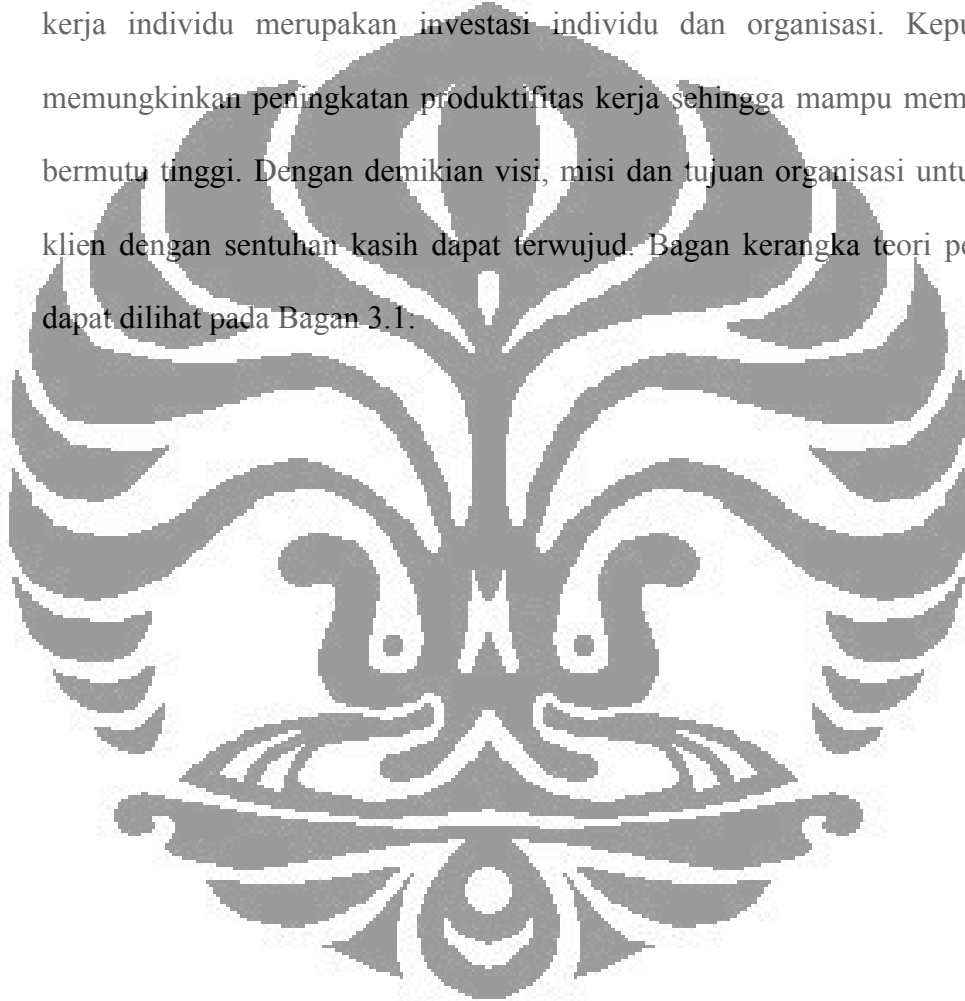 kerja individu merupakan investasi individu dan organisasi. Kepu
memungkinkan peningkatan produktifitas kerja sehingga mampu mem
bermutu tinggi. Dengan demikian visi, misi dan tujuan organisasi untu
klien dengan sentuhan kasih dapat terwujud. Bagan kerangka teori pe
dapat dilihat pada Bagan 3.1: